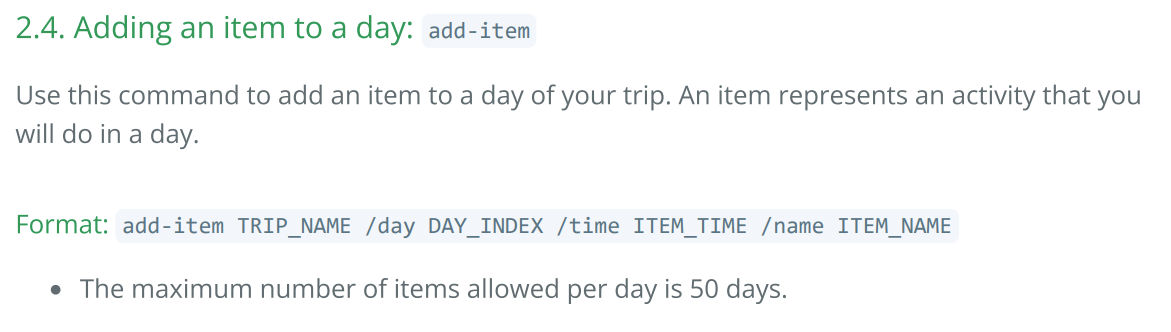 2.4. Adding an item to a day: add-item
Use this command to add an item to a day of your trip. An item represents an activity that you
will do in a day.
Format: add-item TRIP_NAME /day DAY_INDEX /time ITEM_TIME /name ITEM_NAME
• The maximum number of items allowed per day is 50 days.